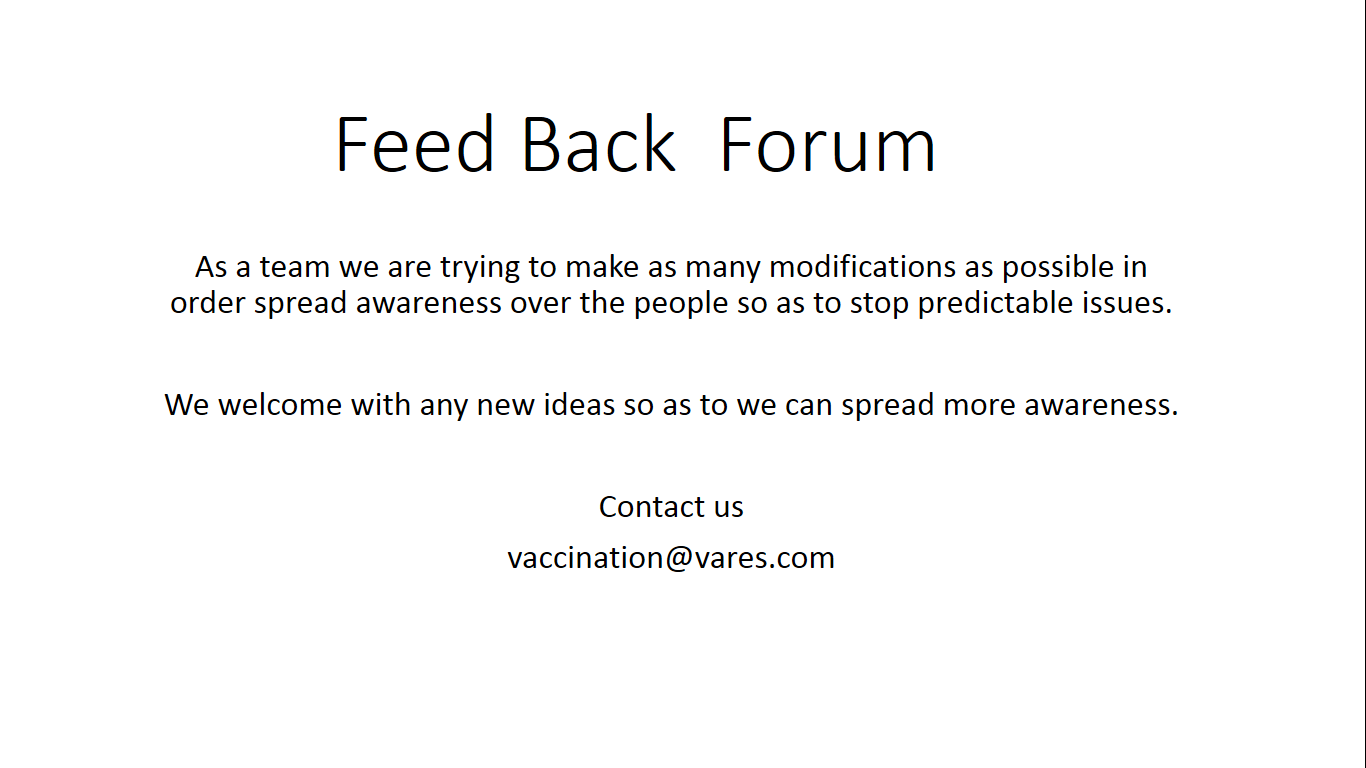 Feed Back  Forum
As a team we are trying to make as many modifications as possible in
order spread awareness over the people so as to stop predictable issues.
We welcome with any new ideas so as to we can spread more awareness.
Contact us
vaccination@vares.com